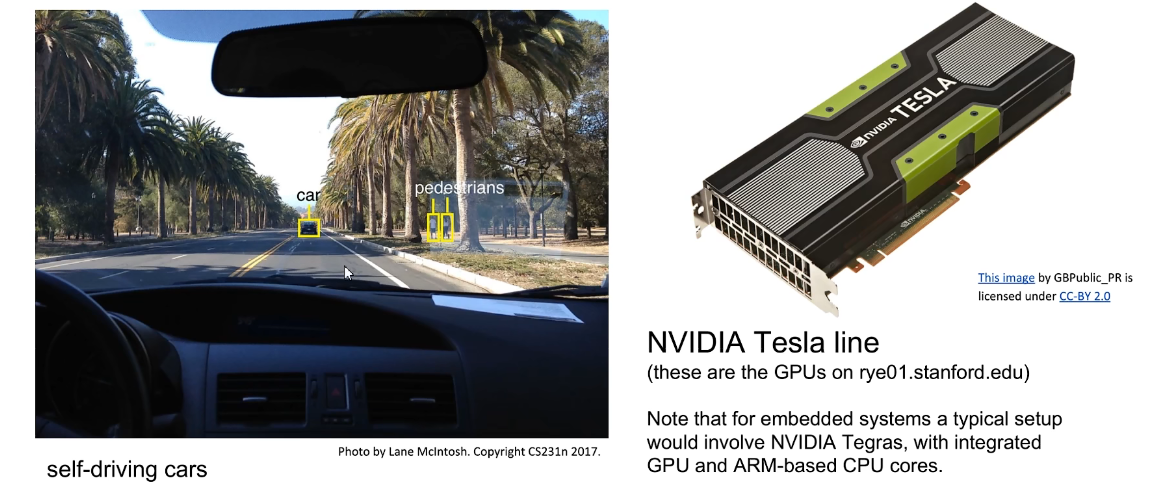 car
pedestrians
Photo by Lane McIntosh. Copyright CS231n 2017.
self-driving cars
NVIDIA TESLA
NVIDIA
This image by GBPublic_PR is
licensed under CC-BY 2.0
NVIDIA Tesla line
(these are the GPUs on rye01.stanford.edu)
Note that for embedded systems a typical setup
would involve NVIDIA Tegras, with integrated
GPU and ARM-based CPU cores.